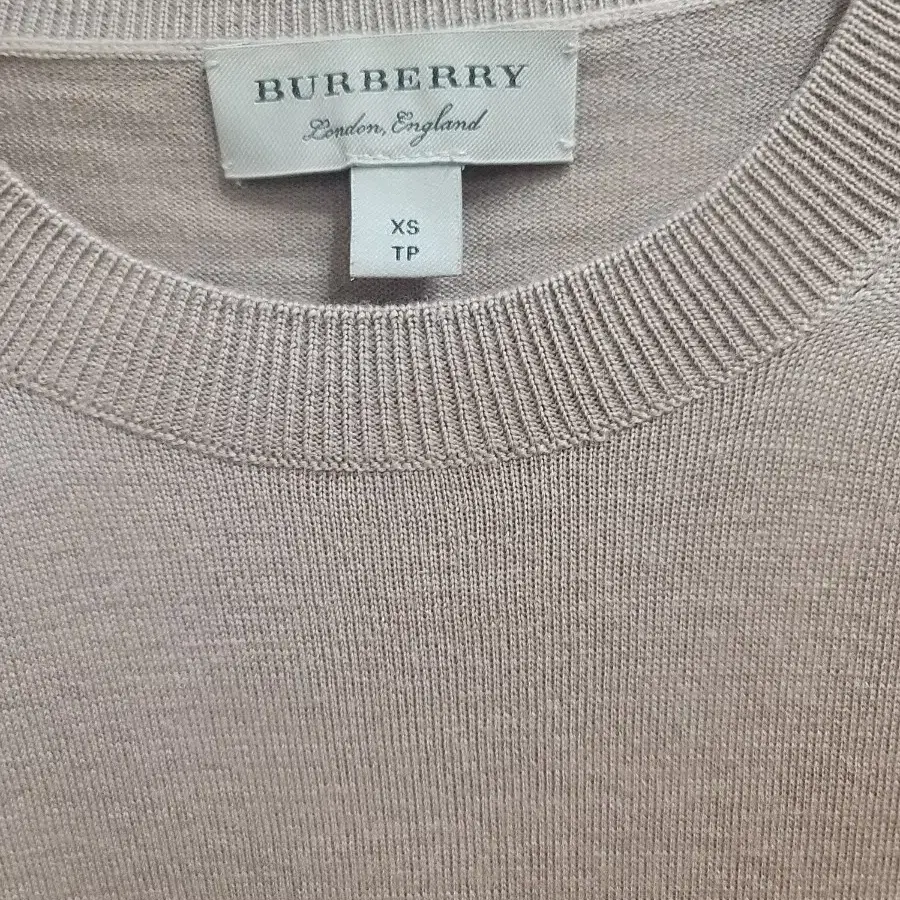 BURBERRY
London, England
XS
TP